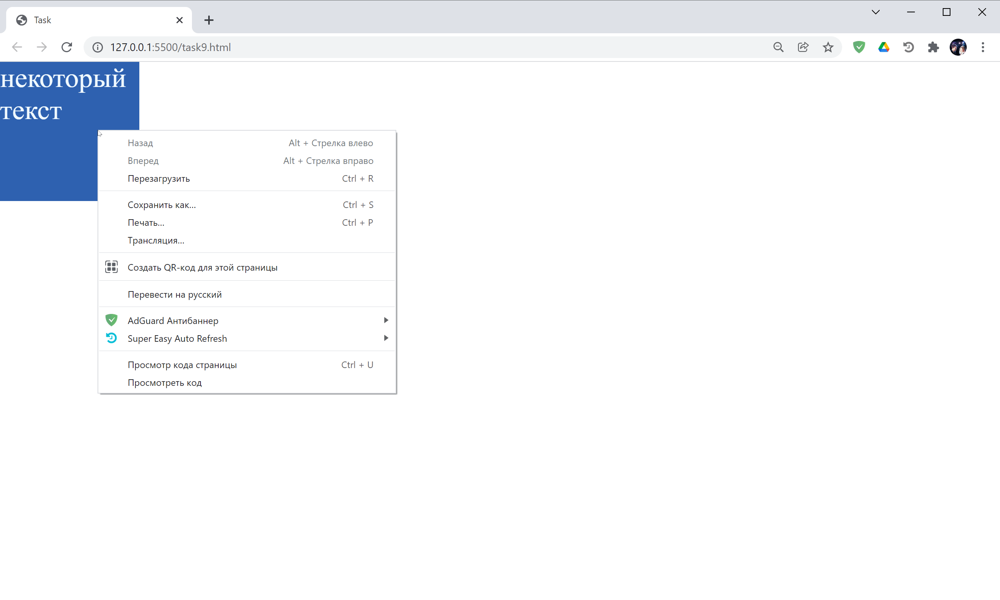 Task
127.0.0.1:5500/task9.html
некоторый
текст
Назад Alt + Стрелка влево
Вперед Alt + Стрелка вправо
Перезагрузить Ctrl + R
Сохранить как... Ctrl + S
Печать... Ctrl + P
Трансляция...
Создать QR-код для этой страницы
Перевести на русский
AdGuard Антибаннер
Super Easy Auto Refresh
Просмотр кода страницы Ctrl + U
Просмотреть код